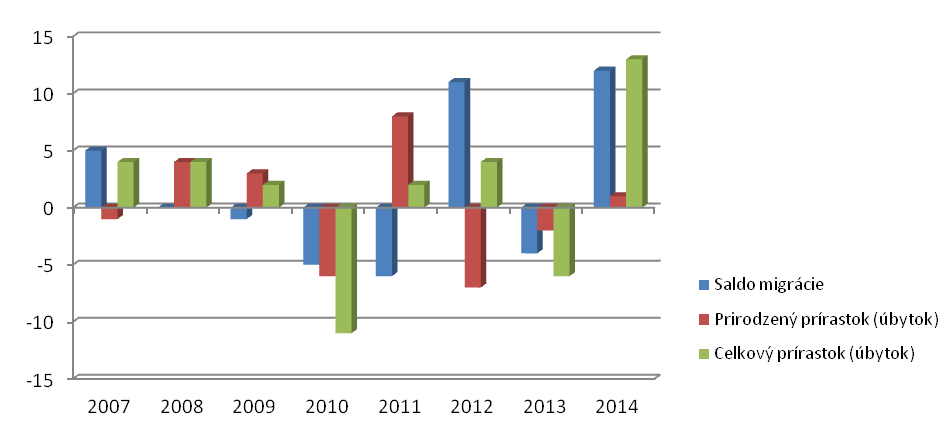 15
10
5
0
-5
-10
-15
2007 2008 2009 2010 2011 2012 2013 2014
Saldo migrácie
Prirodzený prírastok (úbytok)
Celkový prírastok (úbytok)